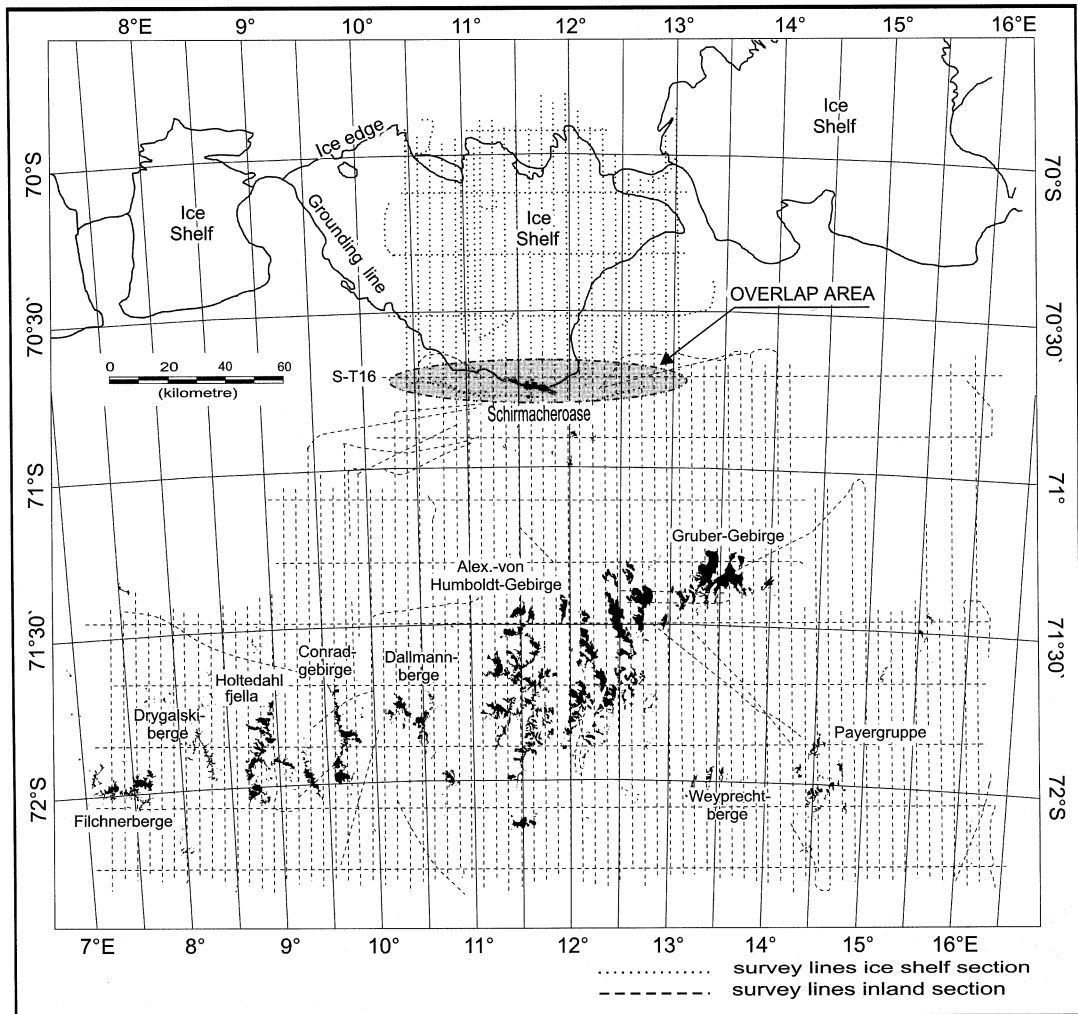 8°E 9° 10° 11° 12° 13° 14° 15° 16°E
Ice Shelf
Ice edge
70°S
70°S
Ice
Shelf
Ice
Shelf
Grounding line
OVERLAP AREA
70°30'
70°30'
0 20 40 60
(kilometre)
S-T16
Schirmacheroase
71°S
71°
Gruber-Gebirge
Alex.-von
Humboldt-Gebirge
71°30'
71°30'
Conrad-
gebirge
Dallmann-
berge
Holtedahl
fjella
Drygalski-
berge
Payergruppe
72°S
72°S
Filchnerberge
Weyprecht-
berge
7°E 8° 9° 10° 11° 12° 13° 14° 15° 16°E
survey lines ice shelf section
survey lines inland section